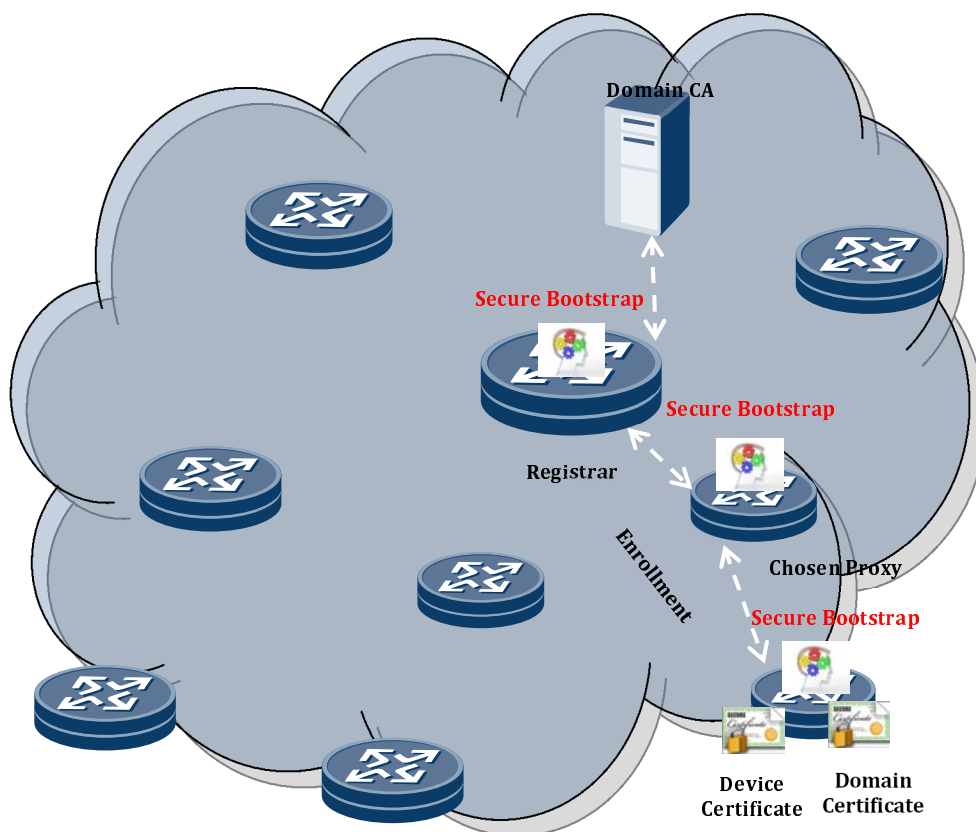 Domain CA
Secure Bootstrap
Secure Bootstrap
Registrar
Enrollment
Chosen Proxy
Secure Bootstrap
Device
Certificate
Domain
Certificate